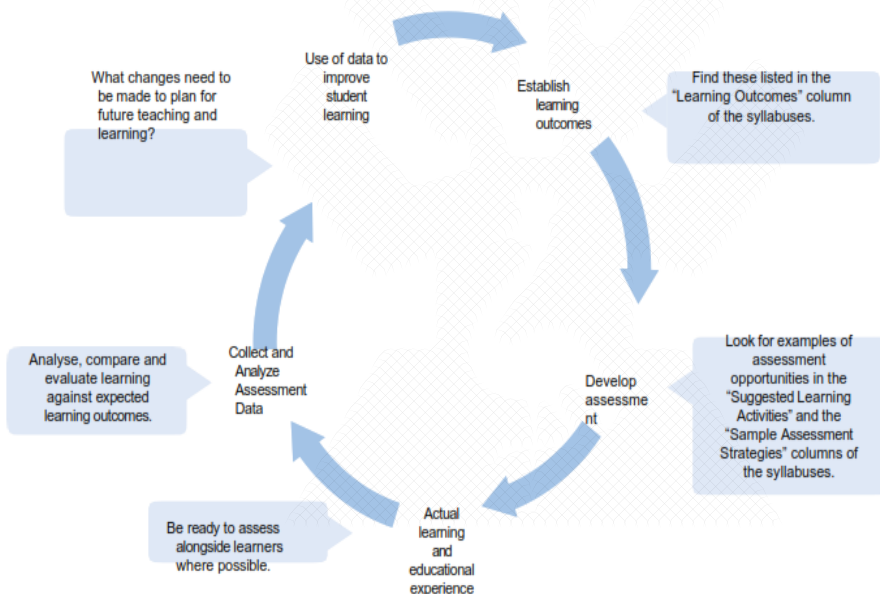 Use of data to
improve
student
learning
What changes need to
be made to plan for
future teaching and
learning?
Establish
learning
outcomes
Find these listed in the
“Learning Outcomes” column
of the syllabuses.
Look for examples of
assessment
opportunities in the
“Suggested Learning
Activities” and the
“Sample Assessment
Strategies” columns of
the syllabuses.
Develop
assessme
nt
Collect and
Analyze
Assessment
Data
Analyse, compare and
evaluate learning
against expected
learning outcomes.
Actual
learning
and
educational
experience
Be ready to assess
alongside learners
where possible.